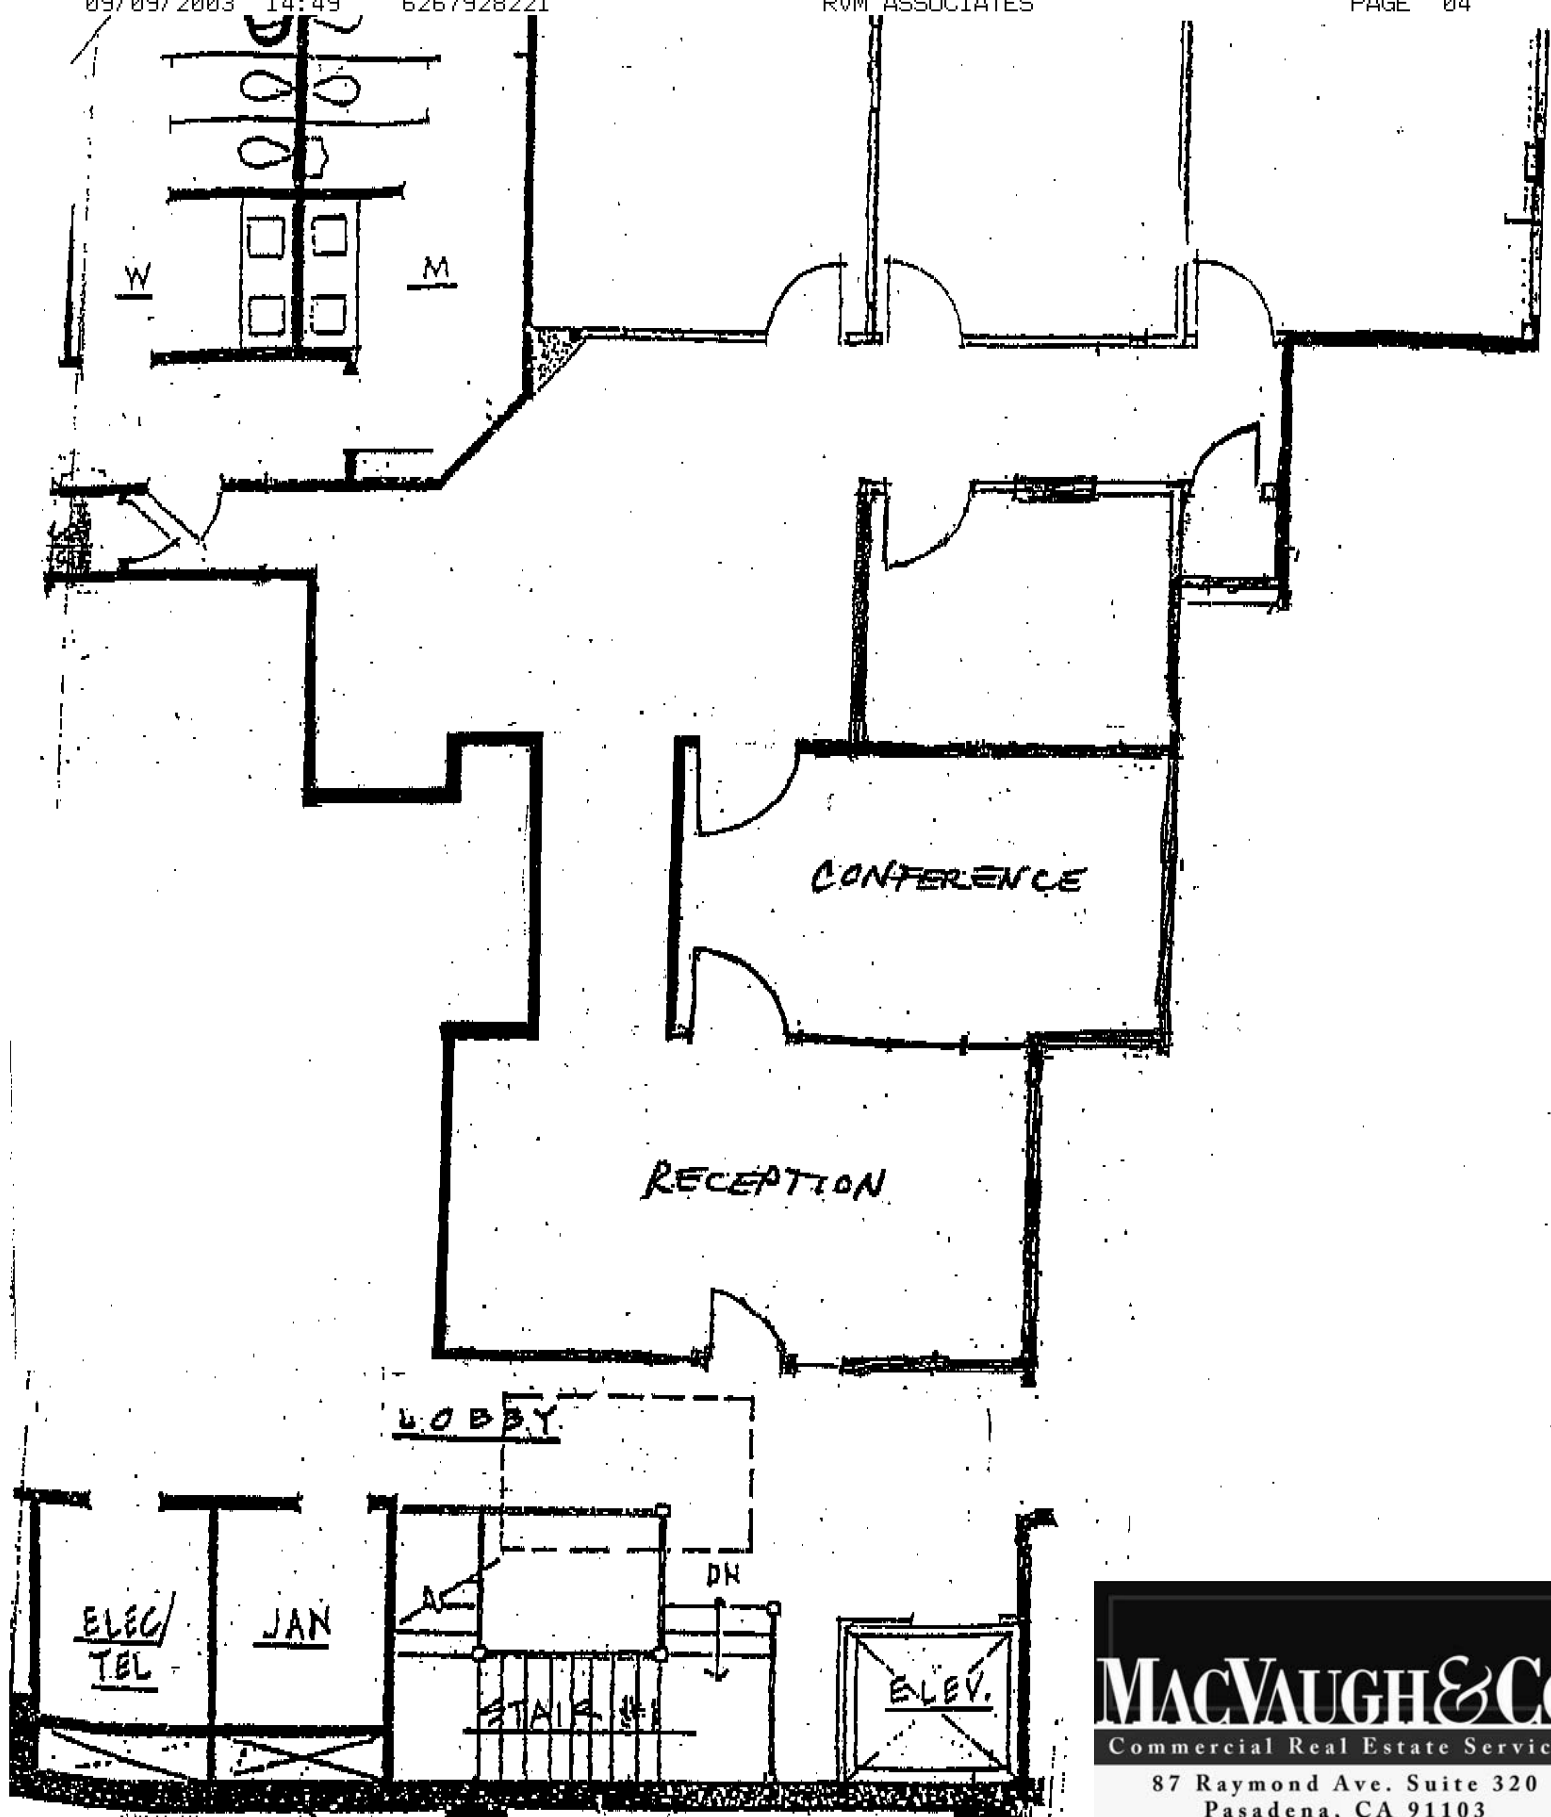 09/09/2003 14:49 6267928221 RVM ASSOCIATES PAGE 04
W
M
CONFERENCE
RECEPTION
LOBBY
DN
ELEC/
TEL
JAN
STAIR #1
ELEV.
MACVAUGH&CO
Commercial Real Estate Servic
87 Raymond Ave. Suite 320
Pasadena, CA 91103